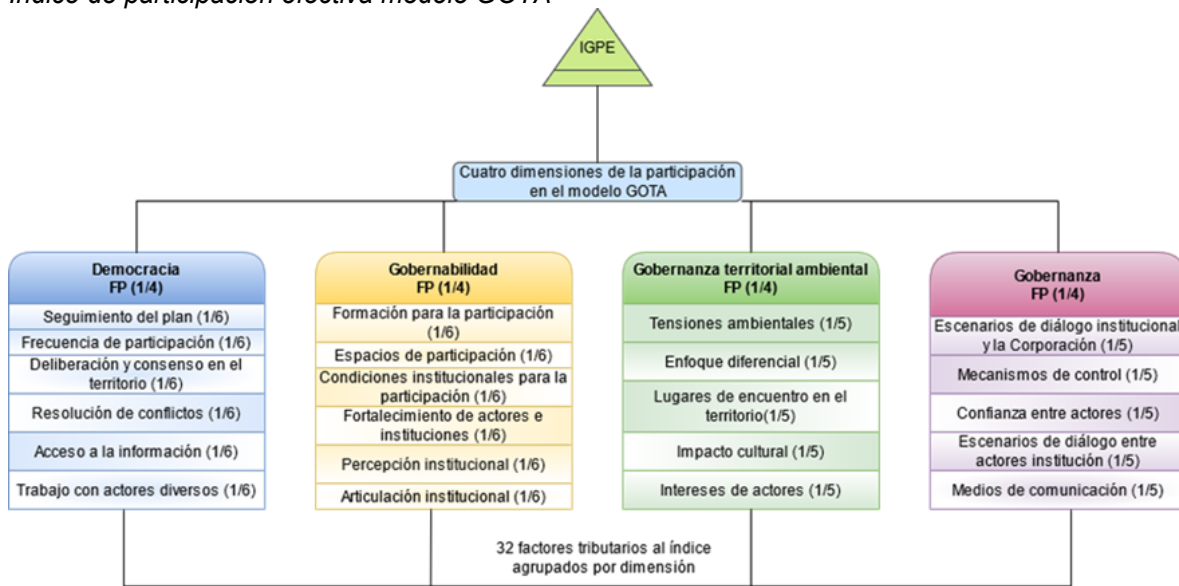 Índice de participación efectiva modelo GOTA
IGPE
Cuatro dimensiones de la participación
en el modelo GOTA
Democracia
FP (1/4)
Seguimiento del plan (1/6)
Frecuencia de participación (1/6)
Deliberación y consenso en el
territorio (1/6)
Resolución de conflictos (1/6)
Acceso a la información (1/6)
Trabajo con actores diversos (1/6)
Gobernabilidad
FP (1/4)
Formación para la participación
(1/6)
Espacios de participación (1/6)
Condiciones institucionales para la
participación (1/6)
Fortalecimiento de actores e
instituciones (1/6)
Percepción institucional (1/6)
Articulación institucional (1/6)
Gobernanza territorial ambiental
FP (1/4)
Tensiones ambientales (1/5)
Enfoque diferencial (1/5)
Lugares de encuentro en el
territorio(1/5)
Impacto cultural (1/5)
Intereses de actores (1/5)
Gobernanza
FP (1/4)
Escenarios de diálogo institucional
y la Corporación (1/5)
Mecanismos de control (1/5)
Confianza entre actores (1/5)
Escenarios de diálogo entre
actores institución (1/5)
Medios de comunicación (1/5)
32 factores tributarios al índice
agrupados por dimensión